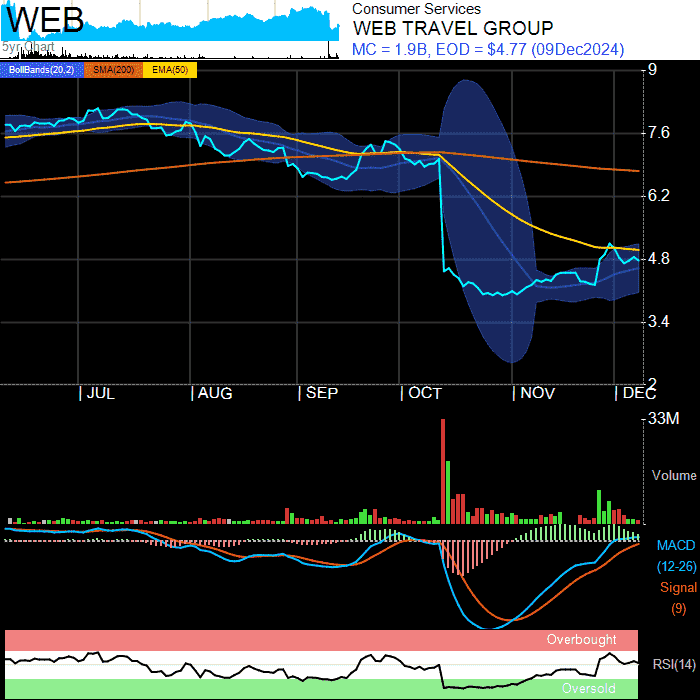 WEB
5yr Chart
Consumer Services
WEB TRAVEL GROUP
MC = 1.9B, EOD = $4.77 (09Dec2024)
BollBands(20,2) SMA(200) EMA(50)
9
7.6
6.2
4.8
3.4
2
JUL AUG SEP OCT NOV DEC
33M
Volume
MACD
(12-26)
Signal
(9)
Overbought
RSI(14)
Oversold